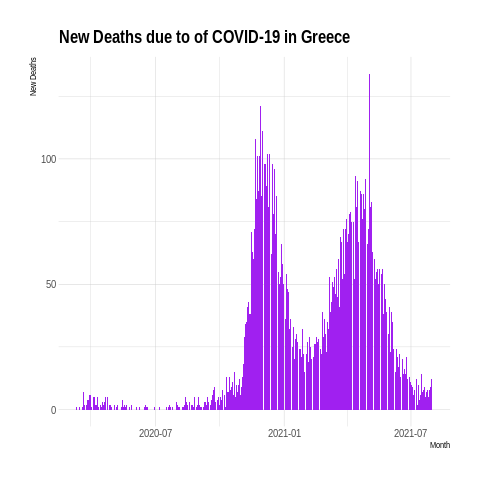 New Deaths due to of COVID-19 in Greece
New Deaths
100
50
0
2020-07
2021-01
2021-07
Month